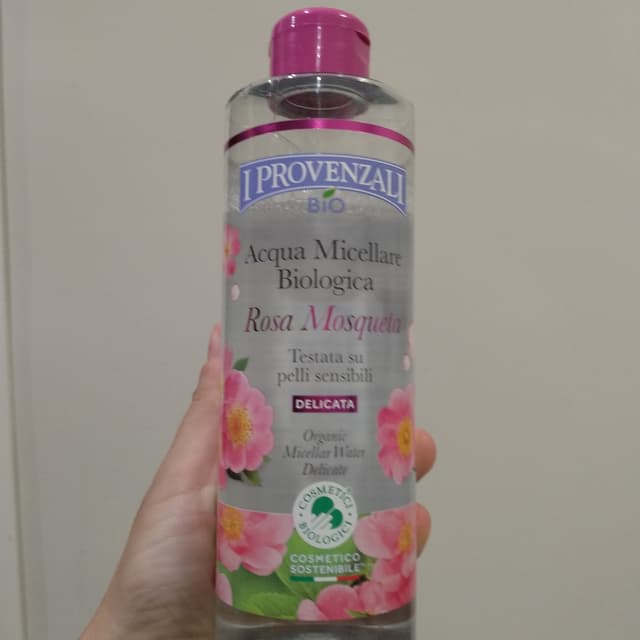 I PROVENZALI
BIO
Acqua Micellare
Biologica
Rosa Mosqueta
Testata su
pelli sensibili
DELICATA
Organic
Micellar Water
Delicate
COSMETICI
BIOLOGICI
COSMETICO
SOSTENIBILE